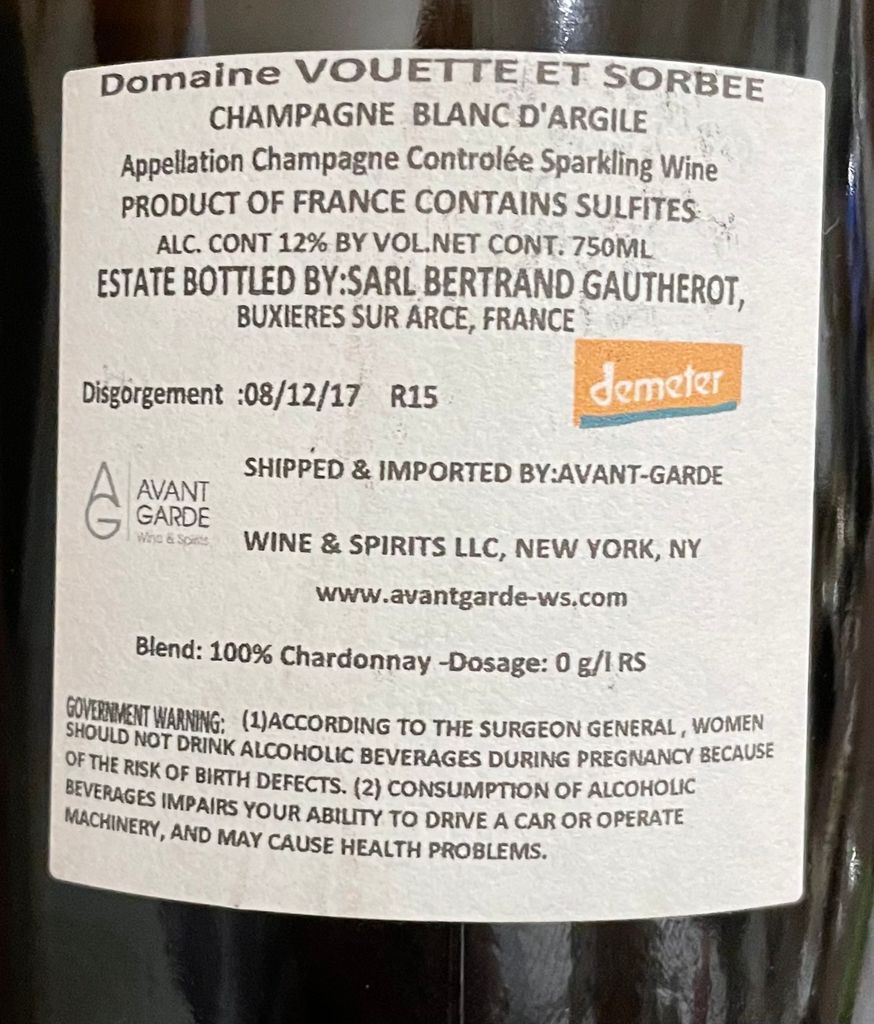 Domaine VOUETTE ET SORBEE
CHAMPAGNE BLANC D'ARGILE
Appellation Champagne Controlée Sparkling Wine
PRODUCT OF FRANCE CONTAINS SULFITES
ALC. CONT 12% BY VOL.NET CONT. 750ML
ESTATE BOTTLED BY:SARL BERTRAND GAUTHEROT,
BUXIERES SUR ARCE, FRANCE
demeter
Disgorgement :08/12/17 R15
SHIPPED & IMPORTED BY:AVANT-GARDE
AG
AVANT
GARDE
Wine & Spirits
WINE & SPIRITS LLC, NEW YORK, NY
www.avantgarde-ws.com
Blend: 100% Chardonnay -Dosage: 0 g/l RS
GOVERNMENT WARNING: (1)ACCORDING TO THE SURGEON GENERAL , WOMEN
SHOULD NOT DRINK ALCOHOLIC BEVERAGES DURING PREGNANCY BECAUSE
OF THE RISK OF BIRTH DEFECTS. (2) CONSUMPTION OF ALCOHOLIC
BEVERAGES IMPAIRS YOUR ABILITY TO DRIVE A CAR OR OPERATE
MACHINERY, AND MAY CAUSE HEALTH PROBLEMS.